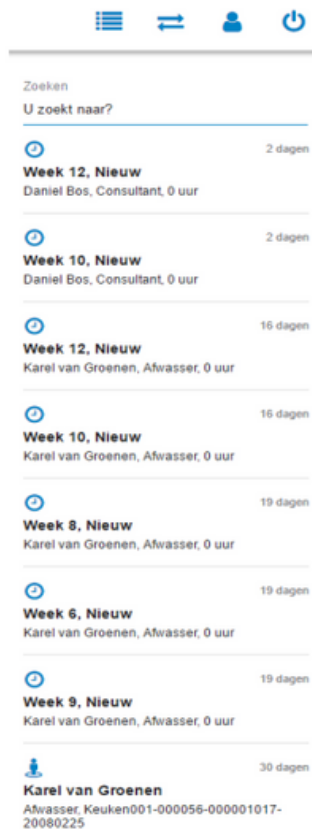 Zoeken
U zoekt naar?
2 dagen
Week 12, Nieuw
Daniel Bos, Consultant, 0 uur
2 dagen
Week 10, Nieuw
Daniel Bos, Consultant, 0 uur
16 dagen
Week 12, Nieuw
Karel van Groenen, Afwasser, 0 uur
16 dagen
Week 10, Nieuw
Karel van Groenen, Afwasser, 0 uur
19 dagen
Week 8, Nieuw
Karel van Groenen, Afwasser, 0 uur
19 dagen
Week 6, Nieuw
Karel van Groenen, Afwasser, 0 uur
19 dagen
Week 9, Nieuw
Karel van Groenen, Afwasser, 0 uur
30 dagen
Karel van Groenen
Afwasser, Keuken001-000056-000001017-
20080225